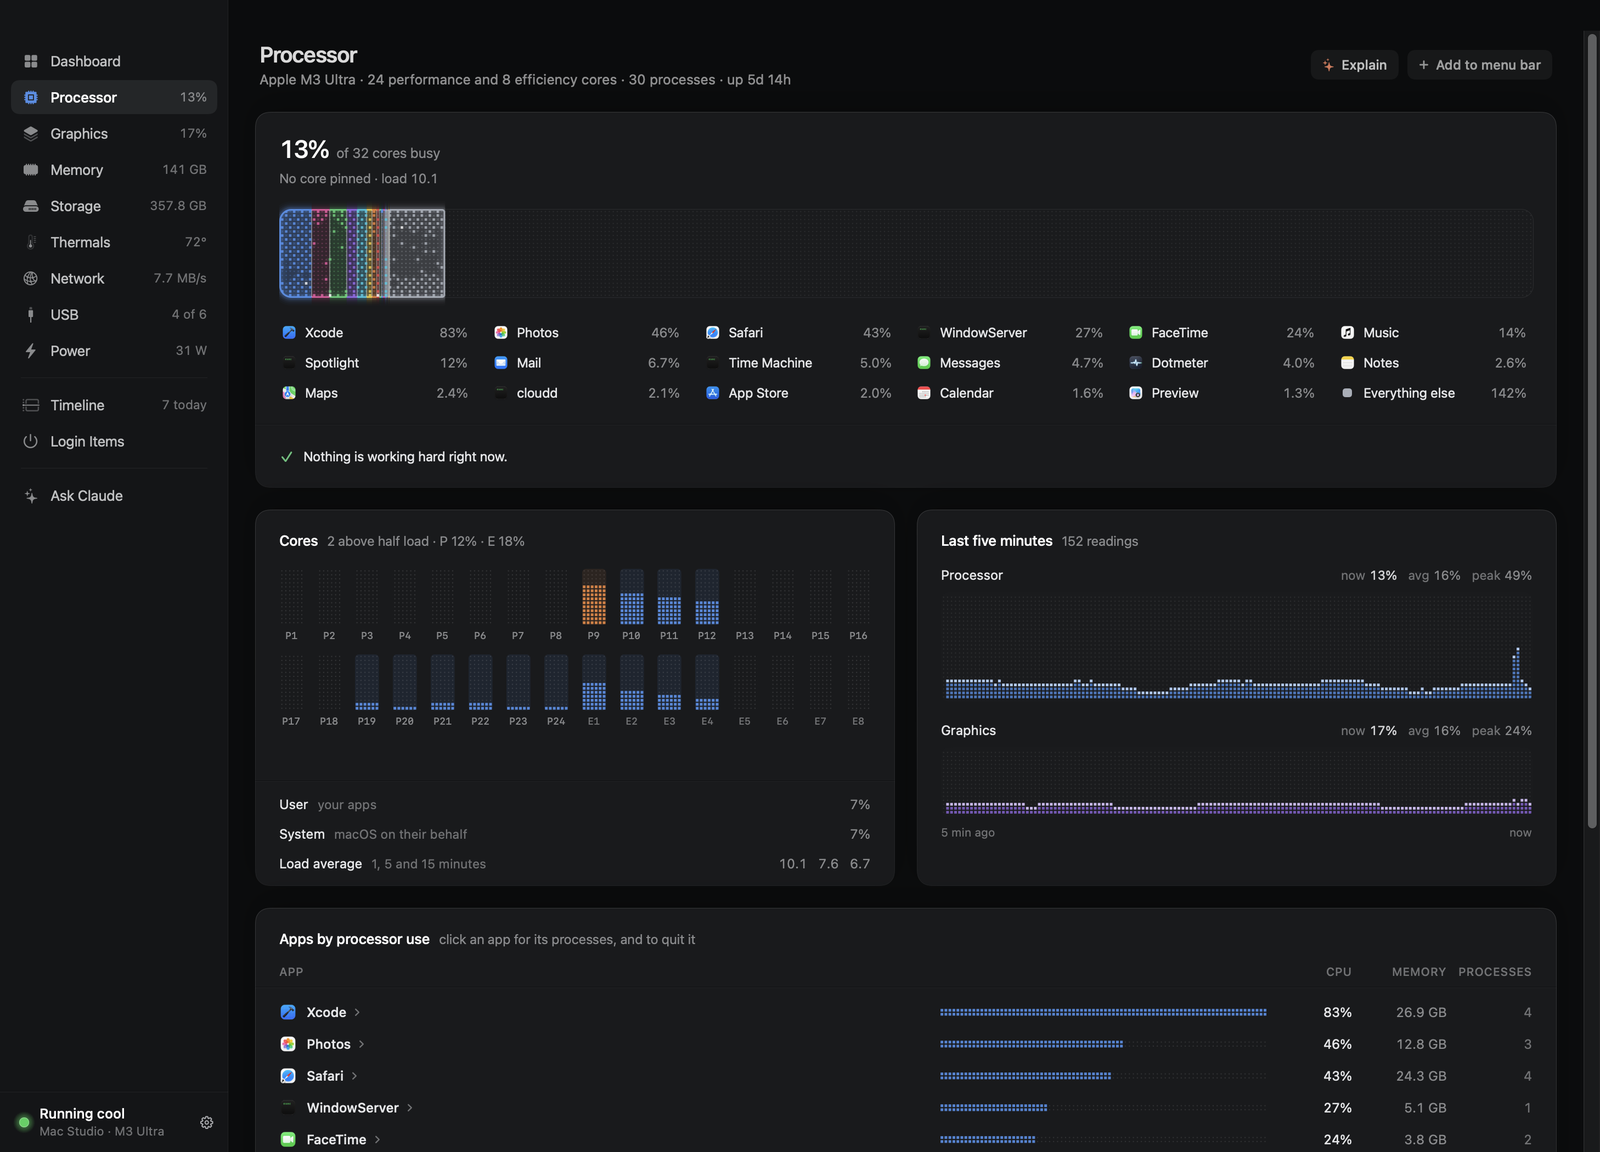 Dashboard
Processor 13%
Graphics 17%
Memory 141 GB
Storage 357.8 GB
Thermals 72°
Network 7.7 MB/s
USB 4 of 6
Power 31 W
Timeline 7 today
Login Items
Ask Claude
Running cool
Mac Studio · M3 Ultra
Processor
Apple M3 Ultra · 24 performance and 8 efficiency cores · 30 processes · up 5d 14h
Explain
+ Add to menu bar
13% of 32 cores busy
No core pinned · load 10.1
Xcode 83% Photos 46% Safari 43% WindowServer 27% FaceTime 24% Music 14%
Spotlight 12% Mail 6.7% Time Machine 5.0% Messages 4.7% Dotmeter 4.0% Notes 2.6%
Maps 2.4% cloudd 2.1% App Store 2.0% Calendar 1.6% Preview 1.3% Everything else 142%
Nothing is working hard right now.
Cores 2 above half load · P 12% · E 18%
P1 P2 P3 P4 P5 P6 P7 P8 P9 P10 P11 P12 P13 P14 P15 P16
P17 P18 P19 P20 P21 P22 P23 P24 E1 E2 E3 E4 E5 E6 E7 E8
User your apps 7%
System macOS on their behalf 7%
Load average 1, 5 and 15 minutes 10.1 7.6 6.7
Last five minutes 152 readings
Processor now 13% avg 16% peak 49%
Graphics now 17% avg 16% peak 24%
5 min ago now
Apps by processor use click an app for its processes, and to quit it
APP CPU MEMORY PROCESSES
Xcode 83% 26.9 GB 4
Photos 46% 12.8 GB 3
Safari 43% 24.3 GB 4
WindowServer 27% 5.1 GB 1
FaceTime 24% 3.8 GB 2